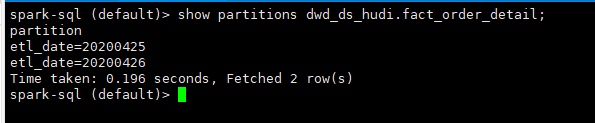 spark-sql (default)> show partitions dwd_ds_hudi.fact_order_detail;
partition
etl_date=20200425
etl_date=20200426
Time taken: 0.196 seconds, Fetched 2 row(s)
spark-sql (default)>